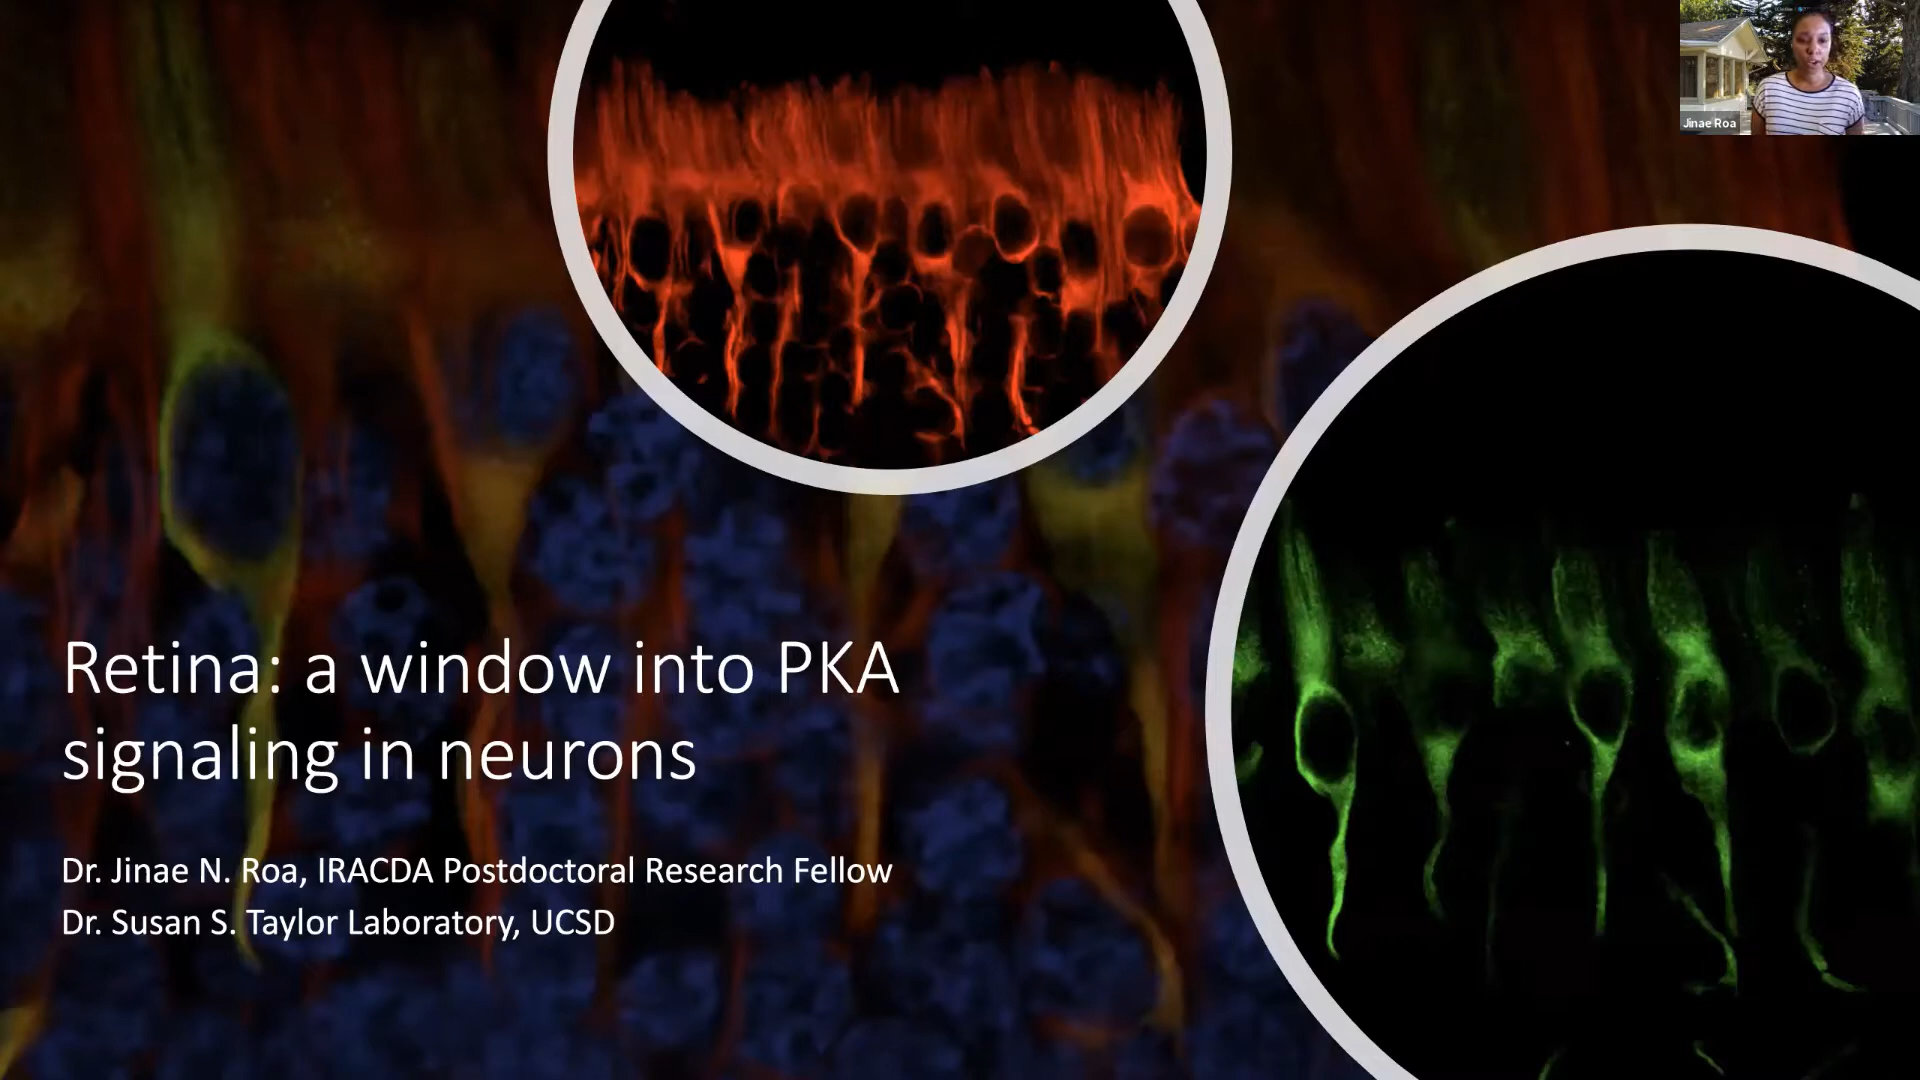 Jinae Roa
Retina: a window into PKA
signaling in neurons
Dr. Jinae N. Roa, IRACDA Postdoctoral Research Fellow
Dr. Susan S. Taylor Laboratory, UCSD